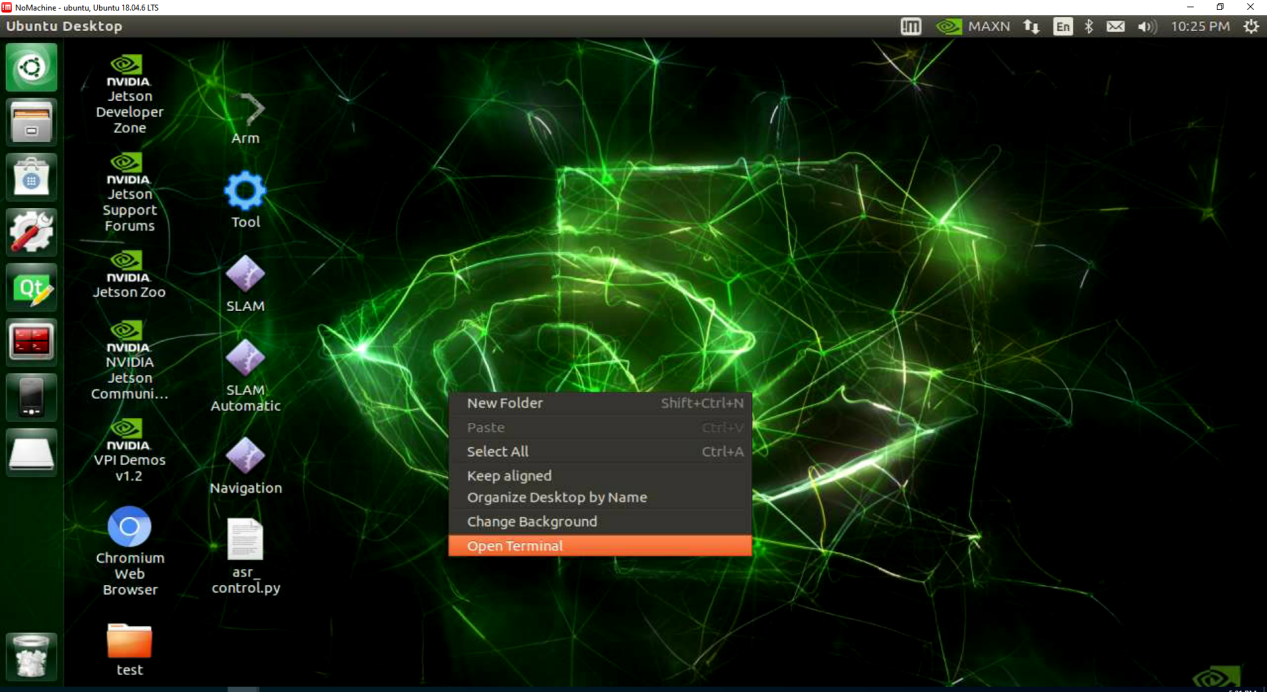 NoMachine - ubuntu, Ubuntu 18.04.6 LTS
Ubuntu Desktop
!M
MAXN
En
10:25 PM
NVIDIA.
Jetson
Developer
Zone
NVIDIA.
Jetson
Support
Forums
NVIDIA.
Jetson Zoo
NVIDIA.
NVIDIA
Jetson
Communi...
NVIDIA.
VPI Demos
v1.2
Chromium
Web
Browser
test
Arm
Tool
SLAM
SLAM
Automatic
Navigation
asr_
control.py
Qt
New Folder Shift+Ctrl+N
Paste Ctrl+V
Select All Ctrl+A
Keep aligned
Organize Desktop by Name
Change Background
Open Terminal